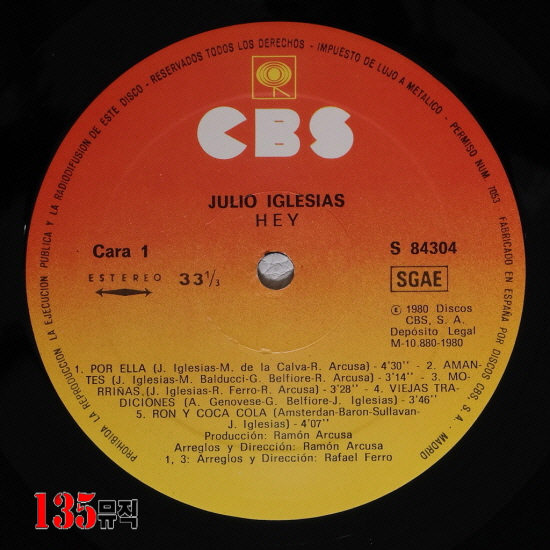 PROHIBIDA LA REPRODUCCION LA EJECUCION PUBLICA Y LA RADIODIFUSION DE ESTE DISCO - RESERVADOS TODOS LOS DERECHOS - IMPUESTO DE LUJO A METALICO - PERMISO NUM. 7053 FABRICADO EN ESPAÑA POR DISCOS CBS, S. A. - MADRID
CBS
JULIO IGLESIAS
HEY
Cara 1
S 84304
ESTEREO 33 1/3
SGAE
℗ 1980 Discos
CBS, S. A.
Depósito Legal
M-10.880-1980
1. POR ELLA (J. Iglesias-M. de la Calva-R. Arcusa) - 4'30" - 2. AMAN-
TES (J. Iglesias-M. Balducci-G. Belfiore-R. Arcusa) - 3'14" - 3. MO-
RRIÑAS, (J. Iglesias-R. Ferro-R. Arcusa) - 3'28" - 4. VIEJAS TRA-
DICIONES (A. Genovese-G. Belfiore-J. Iglesias) - 3'46"
5. RON Y COCA COLA (Amsterdan-Baron-Sullavan-
J. Iglesias) - 4'07"
Producción: Ramón Arcusa
Arreglos y Dirección: Ramón Arcusa
1, 3: Arreglos y Dirección: Rafael Ferro
135뮤직